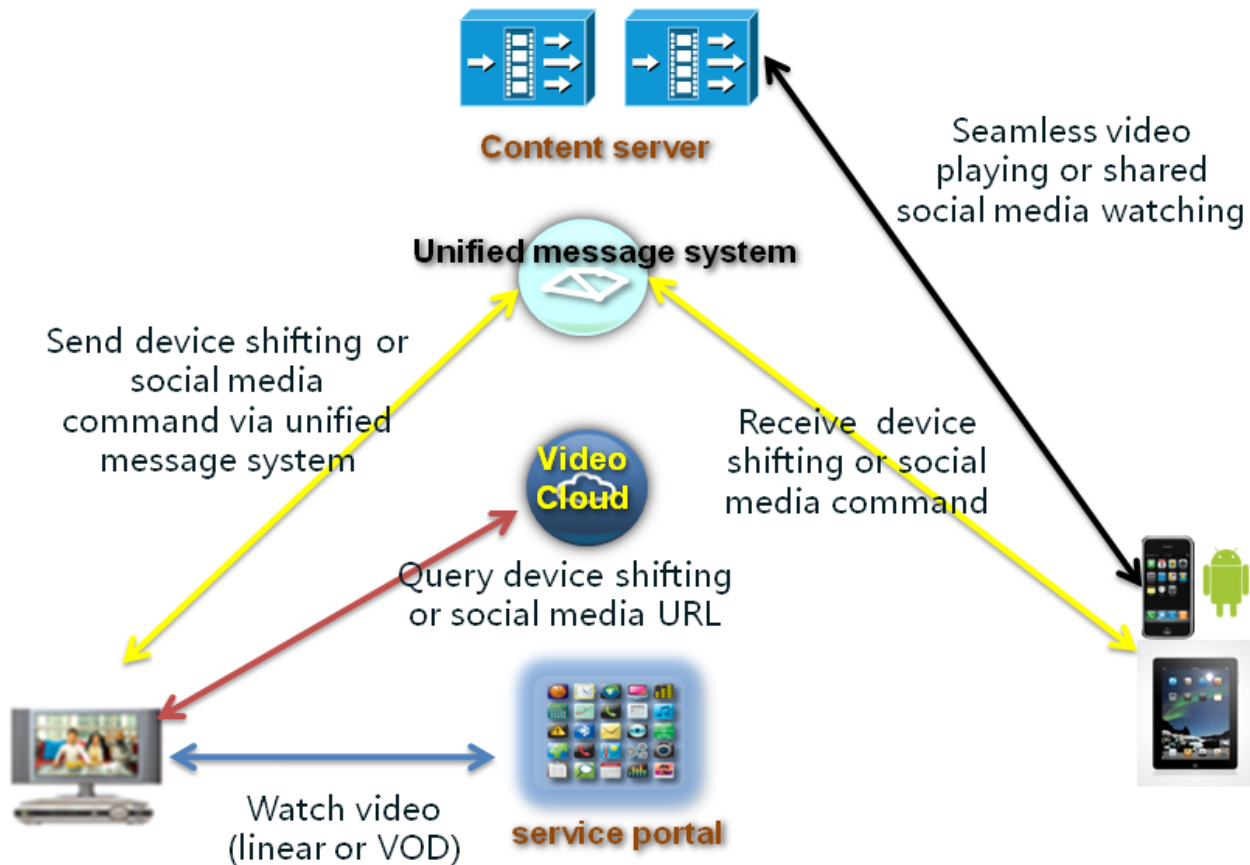 Content server
Seamless video
playing or shared
social media watching
Unified message system
Send device shifting or
social media
command via unified
message system
Receive device
shifting or social
media command
Video
Cloud
Query device shifting
or social media URL
Watch video
(linear or VOD)
service portal